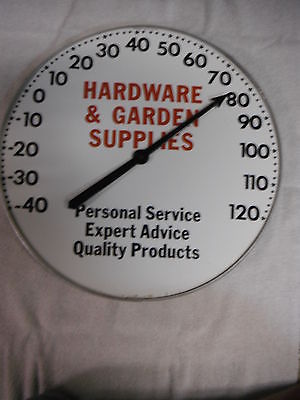 -40
-30
-20
-10
0
10
20
30
40
50
60
70
80
90
100
110
120
HARDWARE
& GARDEN
SUPPLIES
Personal Service
Expert Advice
Quality Products